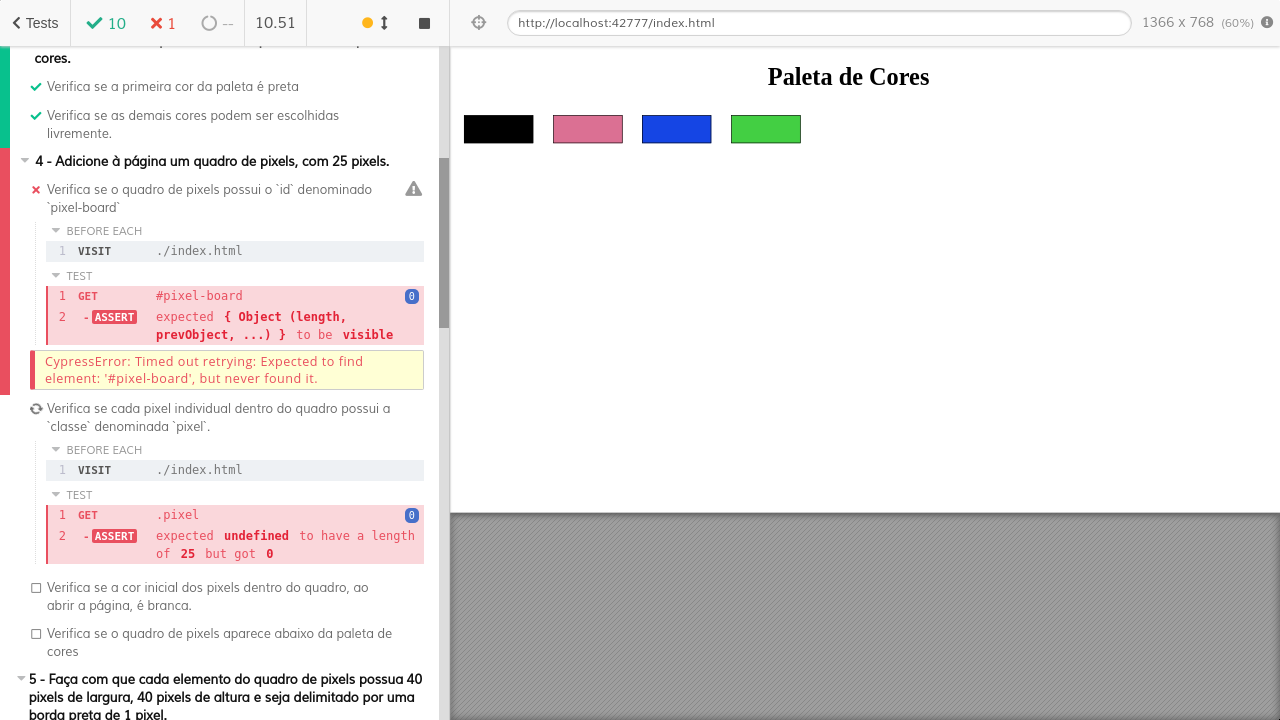 Tests
10
1
--
10.51
http://localhost:42777/index.html
1366 x 768 (60%)
cores.
Verifica se a primeira cor da paleta é preta
Verifica se as demais cores podem ser escolhidas
livremente.
4 - Adicione à página um quadro de pixels, com 25 pixels.
Verifica se o quadro de pixels possui o `id` denominado
`pixel-board`
BEFORE EACH
1 VISIT ./index.html
TEST
1 GET #pixel-board 0
2 - ASSERT expected { Object (length,
prevObject, ...) } to be visible
CypressError: Timed out retrying: Expected to find
element: '#pixel-board', but never found it.
Verifica se cada pixel individual dentro do quadro possui a
`classe` denominada `pixel`.
BEFORE EACH
1 VISIT ./index.html
TEST
1 GET .pixel 0
2 - ASSERT expected undefined to have a length
of 25 but got 0
Verifica se a cor inicial dos pixels dentro do quadro, ao
abrir a página, é branca.
Verifica se o quadro de pixels aparece abaixo da paleta de
cores
5 - Faça com que cada elemento do quadro de pixels possua 40
pixels de largura, 40 pixels de altura e seja delimitado por uma
borda preta de 1 pixel.
Paleta de Cores